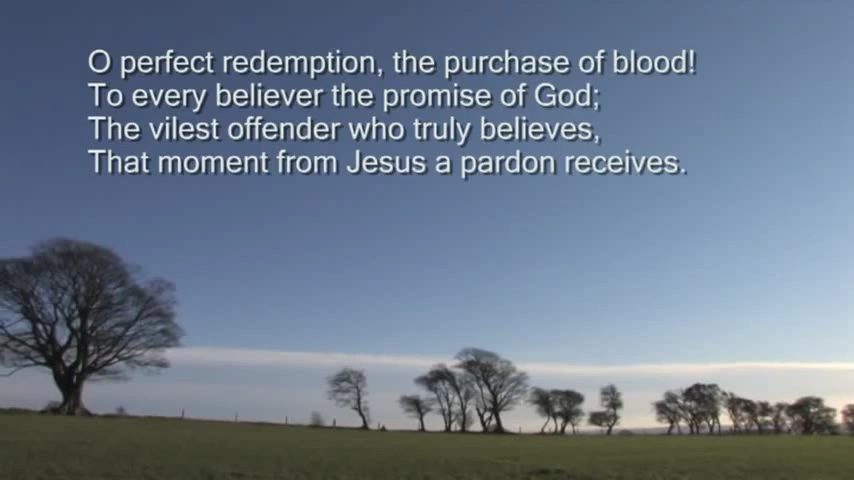 O perfect redemption, the purchase of blood!
To every believer the promise of God;
The vilest offender who truly believes,
That moment from Jesus a pardon receives.